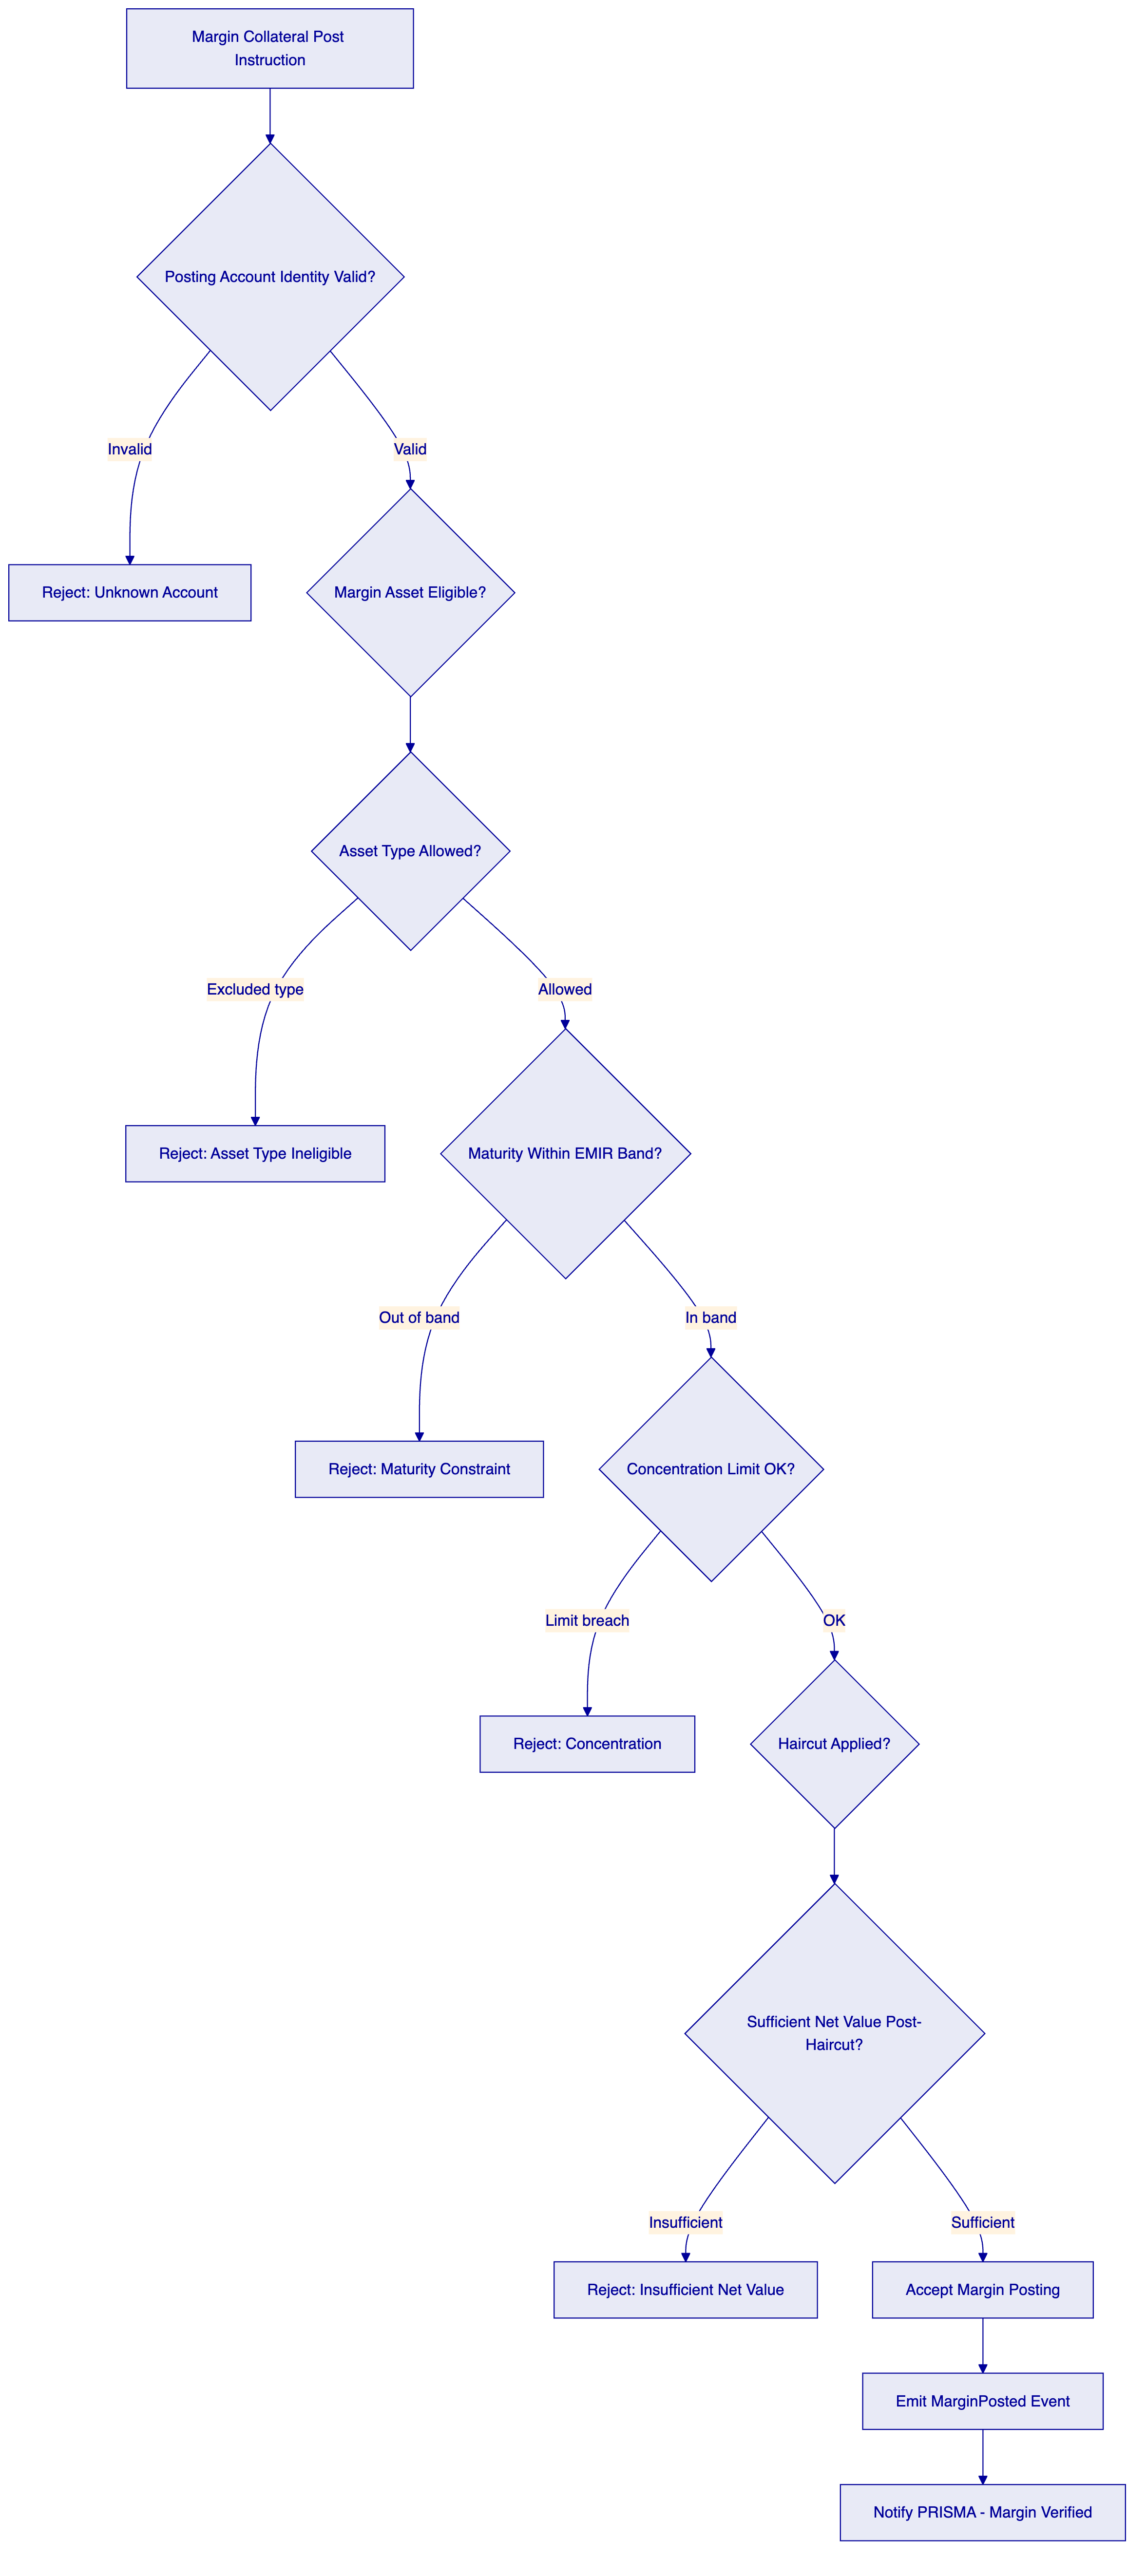 Margin Collateral Post
Instruction
Posting Account Identity Valid?
Invalid
Valid
Reject: Unknown Account
Margin Asset Eligible?
Asset Type Allowed?
Excluded type
Allowed
Reject: Asset Type Ineligible
Maturity Within EMIR Band?
Out of band
In band
Reject: Maturity Constraint
Concentration Limit OK?
Limit breach
OK
Reject: Concentration
Haircut Applied?
Sufficient Net Value Post-
Haircut?
Insufficient
Sufficient
Reject: Insufficient Net Value
Accept Margin Posting
Emit MarginPosted Event
Notify PRISMA - Margin Verified